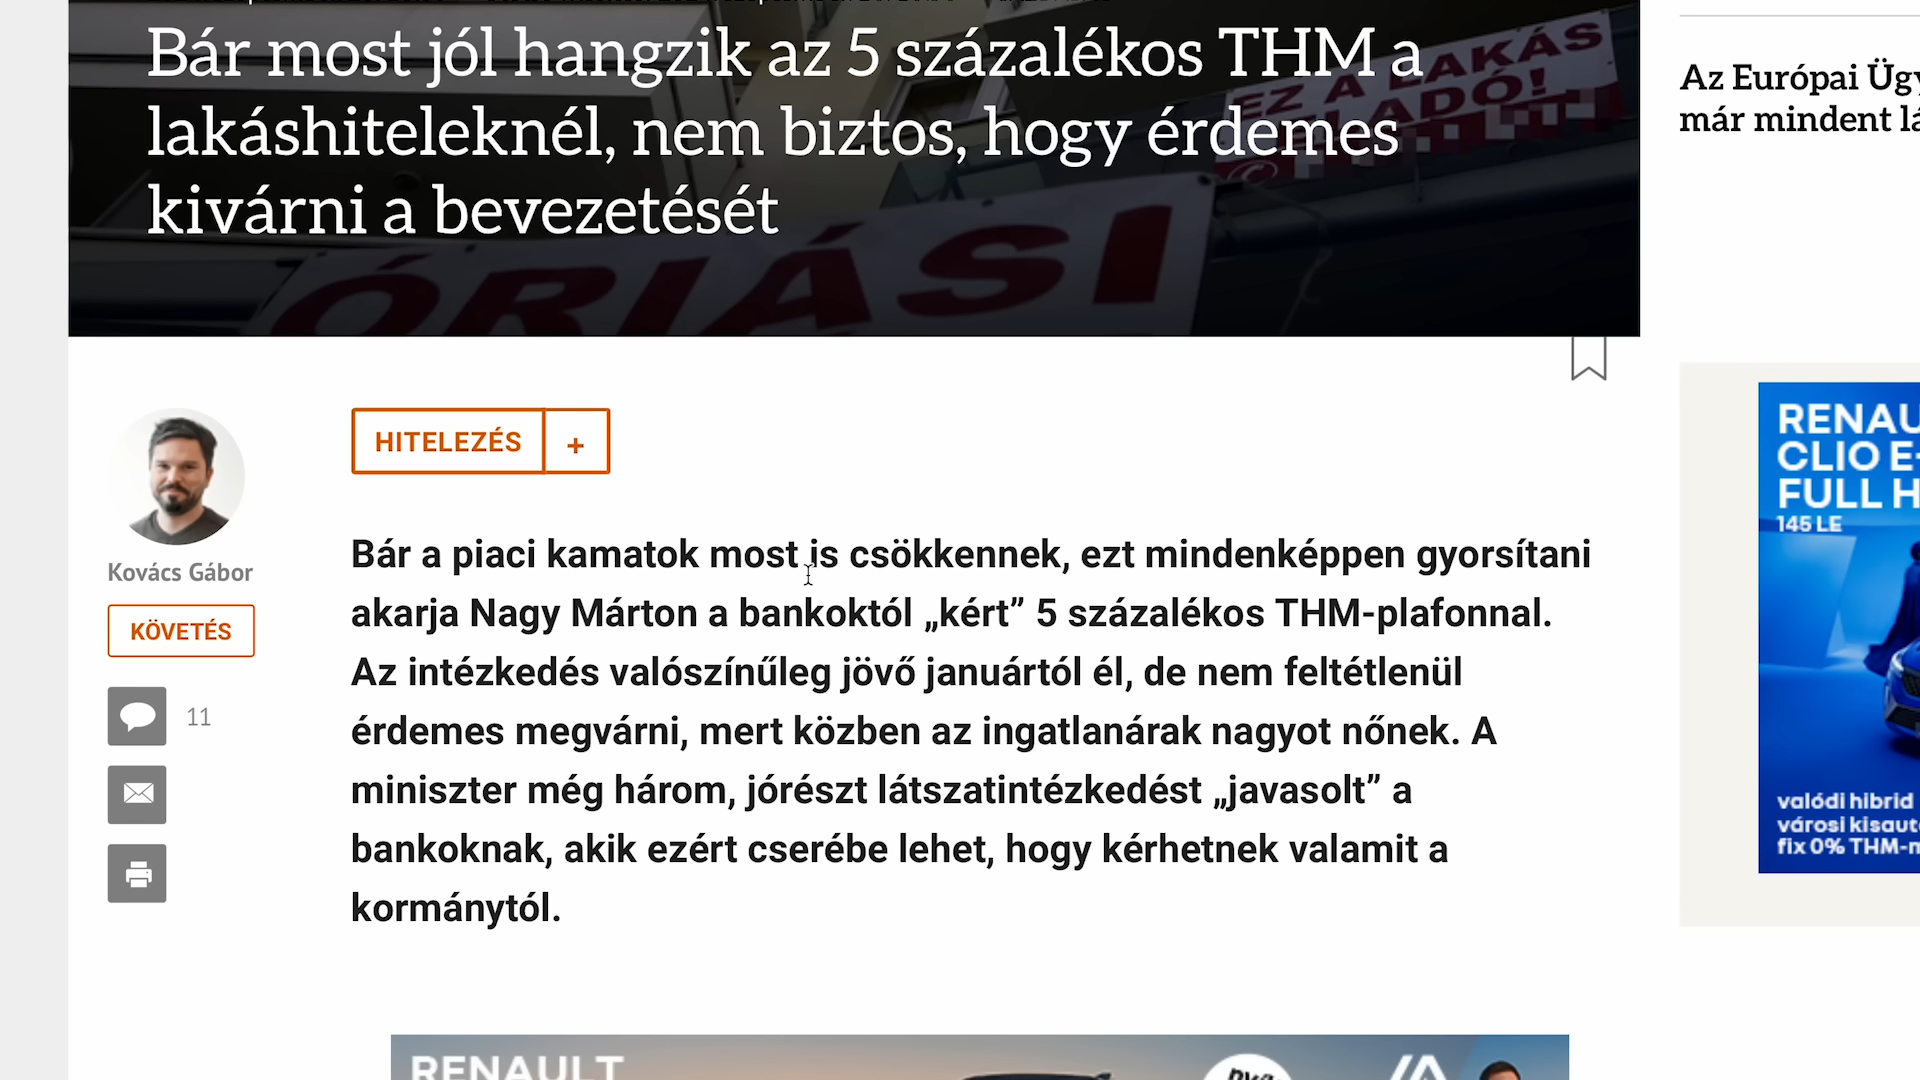 Bár most jól hangzik az 5 százalékos THM a
lakáshiteleknél, nem biztos, hogy érdemes
kivárni a bevezetését
EZ A LAKÁS
ELADÓ!
ÓRIÁSI
Az Európai Ügy
már mindent lá
HITELEZÉS +
Kovács Gábor
KÖVETÉS
11
Bár a piaci kamatok most is csökkennek, ezt mindenképpen gyorsítani
akarja Nagy Márton a bankoktól „kért” 5 százalékos THM-plafonnal.
Az intézkedés valószínűleg jövő januártól él, de nem feltétlenül
érdemes megvárni, mert közben az ingatlanárak nagyot nőnek. A
miniszter még három, jórészt látszatintézkedést „javasolt” a
bankoknak, akik ezért cserébe lehet, hogy kérhetnek valamit a
kormánytól.
RENAU
CLIO E-
FULL H
145 LE
valódi hibrid
városi kisautó
fix 0% THM-m
RENAULT